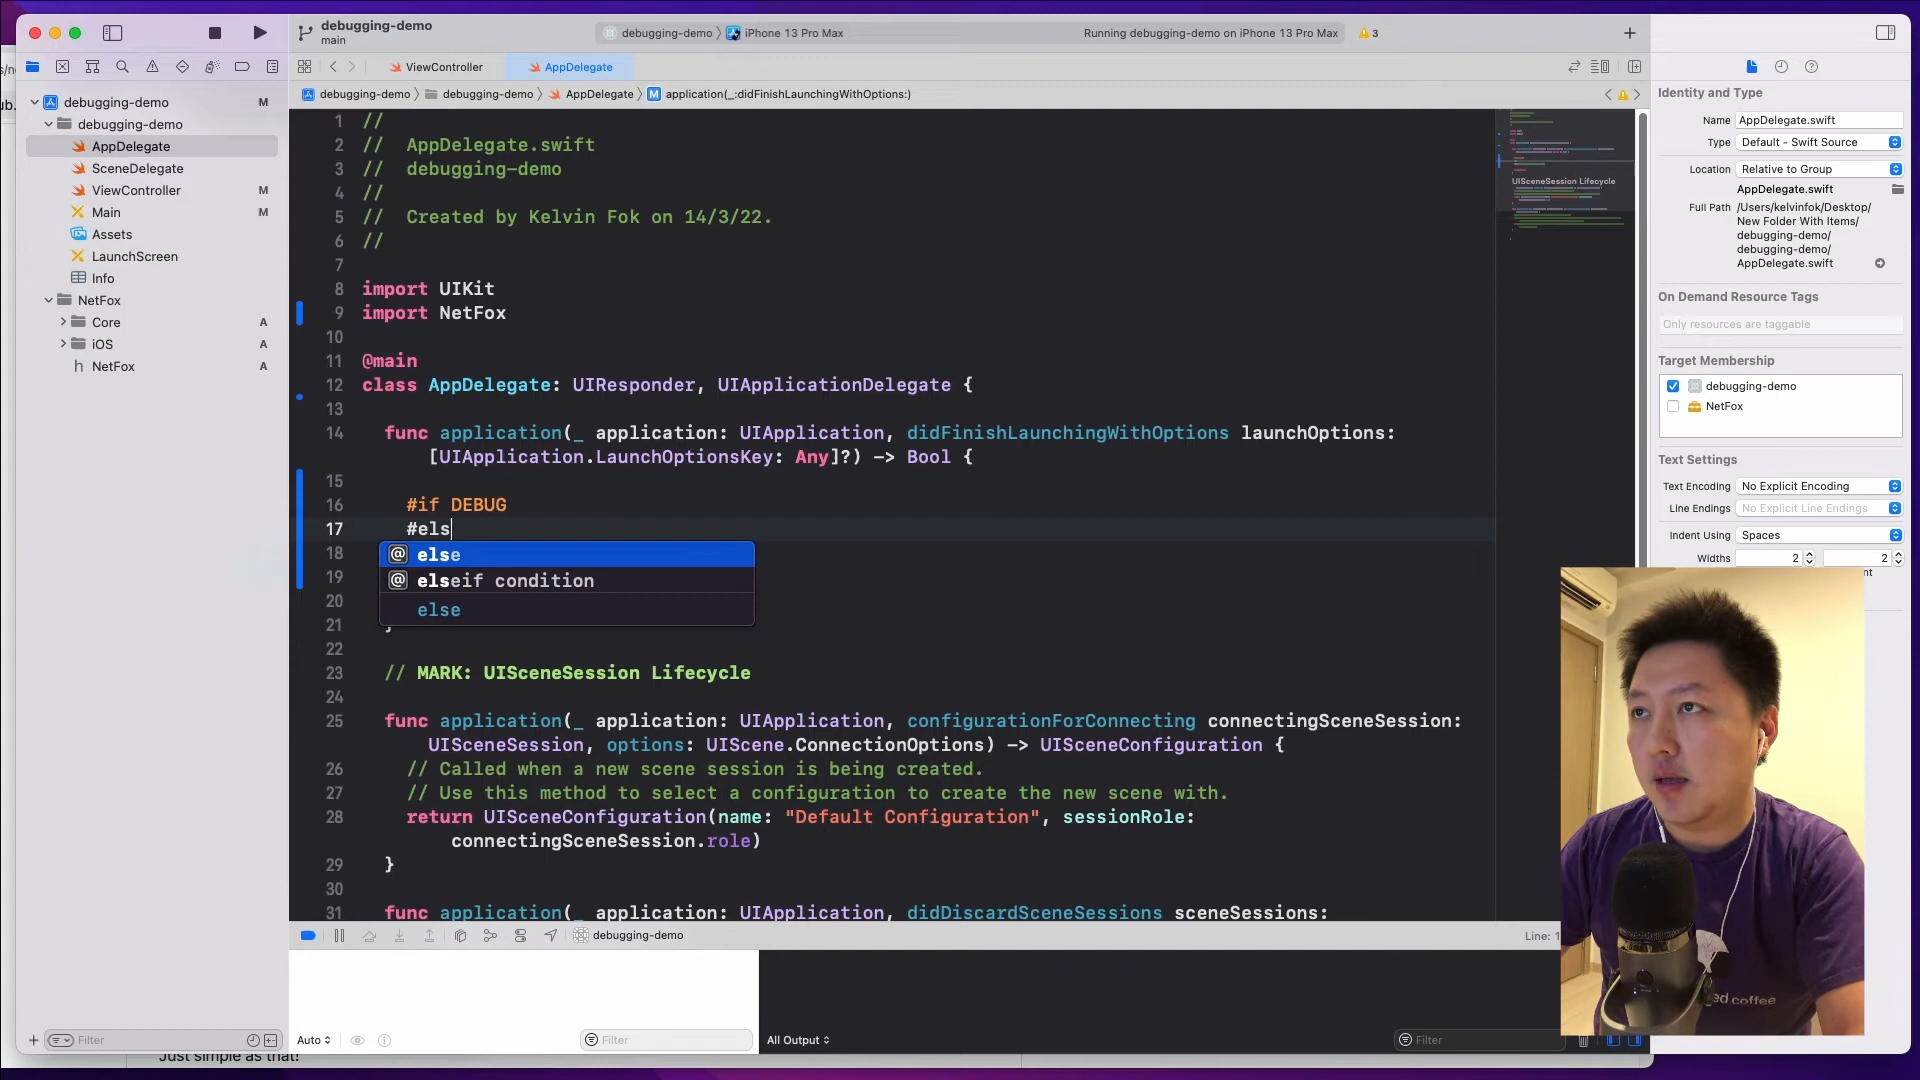 debugging-demo
main
debugging-demo
iPhone 13 Pro Max
Running debugging-demo on iPhone 13 Pro Max
3
ViewController
AppDelegate
debugging-demo
debugging-demo
AppDelegate
M
application(_:didFinishLaunchingWithOptions:)
debugging-demo M
debugging-demo
AppDelegate
SceneDelegate
ViewController M
Main M
Assets
LaunchScreen
Info
NetFox
Core A
iOS A
h NetFox A
Filter
1 //
2 // AppDelegate.swift
3 // debugging-demo
4 //
5 // Created by Kelvin Fok on 14/3/22.
6 //
7
8 import UIKit
9 import NetFox
10
11 @main
12 class AppDelegate: UIResponder, UIApplicationDelegate {
13
14 func application(_ application: UIApplication, didFinishLaunchingWithOptions launchOptions:
[UIApplication.LaunchOptionsKey: Any]?) -> Bool {
15
16 #if DEBUG
17 #els
18
19
20
21 }
@ else
@ elseif condition
else
22
23 // MARK: UISceneSession Lifecycle
24
25 func application(_ application: UIApplication, configurationForConnecting connectingSceneSession:
UISceneSession, options: UIScene.ConnectionOptions) -> UISceneConfiguration {
26 // Called when a new scene session is being created.
27 // Use this method to select a configuration to create the new scene with.
28 return UISceneConfiguration(name: "Default Configuration", sessionRole:
connectingSceneSession.role)
29 }
30
31 func application(_ application: UIApplication, didDiscardSceneSessions sceneSessions:
UISceneSession Lifecycle
debugging-demo
Line: 1
Auto
Filter
All Output
Filter
Identity and Type
Name AppDelegate.swift
Type Default - Swift Source
Location Relative to Group
AppDelegate.swift
Full Path /Users/kelvinfok/Desktop/
New Folder With Items/
debugging-demo/
debugging-demo/
AppDelegate.swift
On Demand Resource Tags
Only resources are taggable
Target Membership
debugging-demo
NetFox
Text Settings
Text Encoding No Explicit Encoding
Line Endings No Explicit Line Endings
Indent Using Spaces
Widths 2 2
nt
ed coffee
Just simple as that!